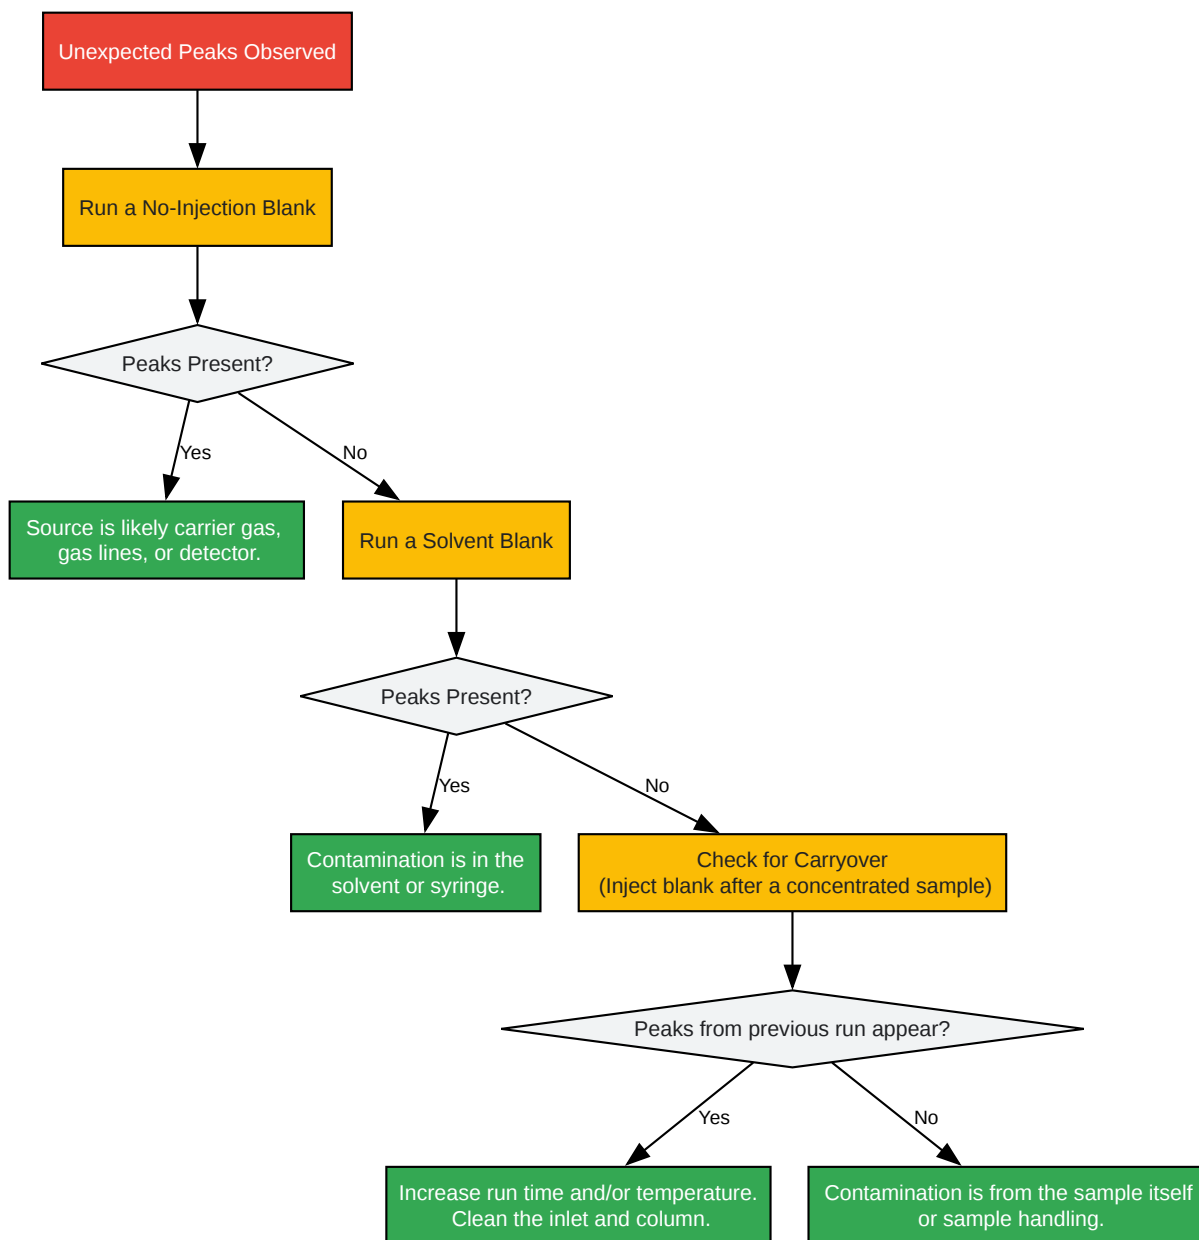 Unexpected Peaks Observed
Run a No-Injection Blank
Peaks Present?
Yes
No
Source is likely carrier gas,
gas lines, or detector.
Run a Solvent Blank
Peaks Present?
Yes
No
Contamination is in the
solvent or syringe.
Check for Carryover
(Inject blank after a concentrated sample)
Peaks from previous run appear?
Yes
No
Increase run time and/or temperature.
Clean the inlet and column.
Contamination is from the sample itself
or sample handling.